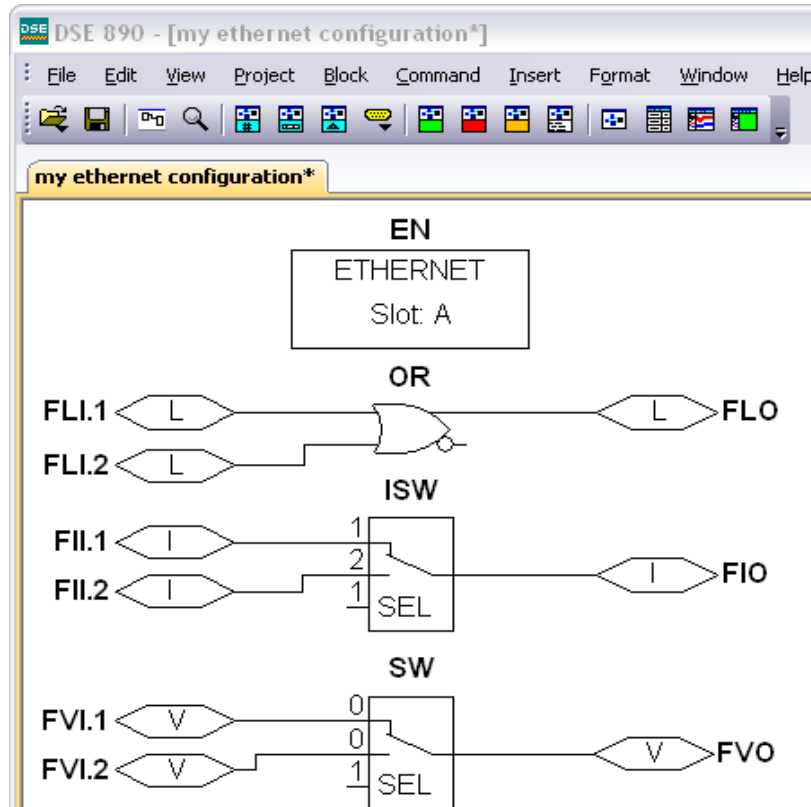 DSE DSE 890 - [my ethernet configuration*]
File Edit View Project Block Command Insert Format Window Help
my ethernet configuration*
EN
ETHERNET
Slot: A
OR
FLI.1 L L FLO
FLI.2 L
ISW
FII.1 I 1
FII.2 I 2 I FIO
1 SEL
SW
FVI.1 V 0
0 V FVO
FVI.2 V 1 SEL